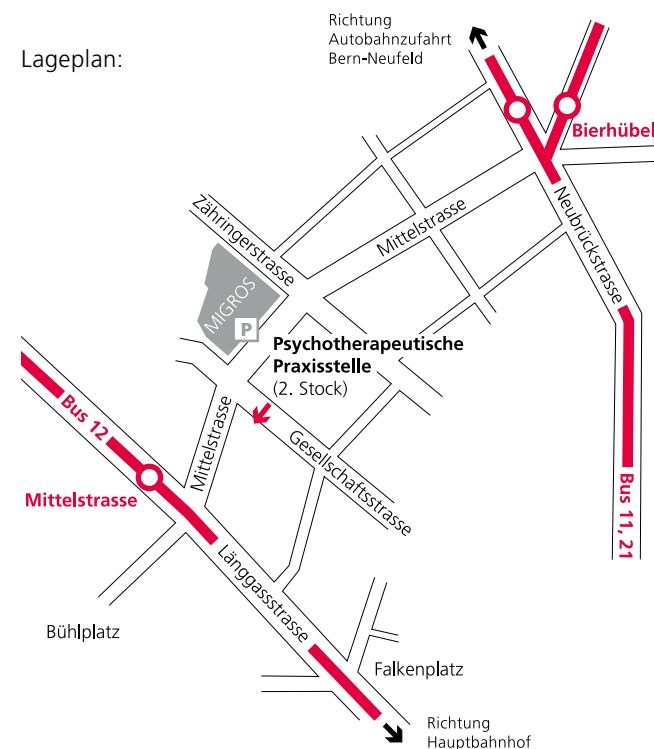 Richtung
Autobahnzufahrt
Bern-Neufeld
Lageplan:
Bierhübeli
Zähringerstrasse
Mittelstrasse
Neubrückstrasse
MIGROS
P
Psychotherapeutische
Praxisstelle
(2. Stock)
Bus 12
Mittelstrasse
Gesellschaftsstrasse
Mittelstrasse
Bus 11, 21
Länggassstrasse
Bühlplatz
Falkenplatz
Richtung
Hauptbahnhof